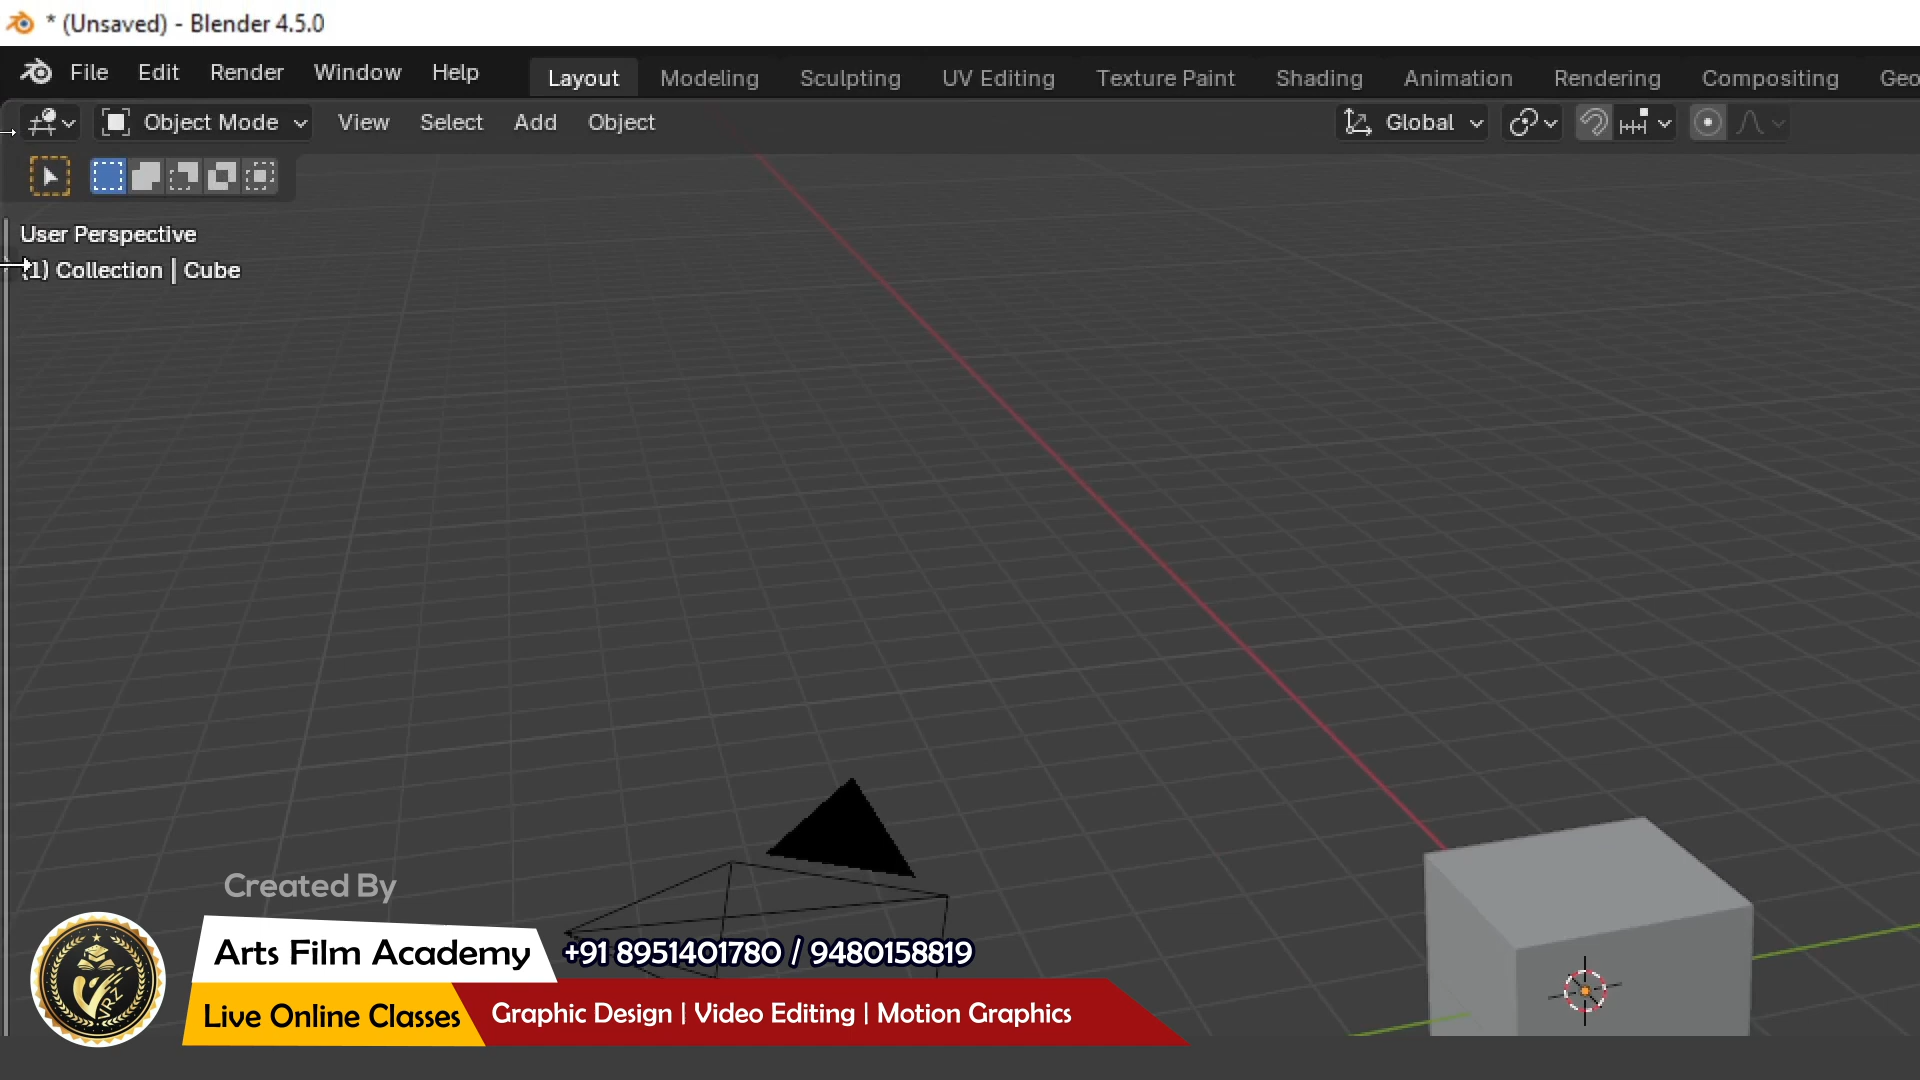 * (Unsaved) - Blender 4.5.0
File Edit Render Window Help Layout Modeling Sculpting UV Editing Texture Paint Shading Animation Rendering Compositing Geo
Object Mode View Select Add Object Global
User Perspective
(1) Collection | Cube
Created By
Arts Film Academy +91 8951401780 / 9480158819
Live Online Classes Graphic Design | Video Editing | Motion Graphics
VRZ